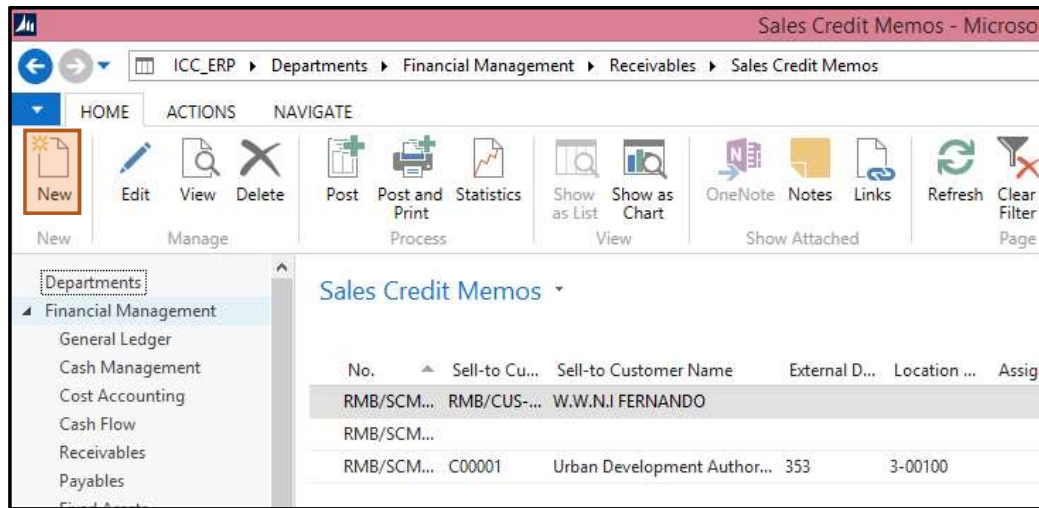 Sales Credit Memos - Microso
ICC_ERP Departments Financial Management Receivables Sales Credit Memos
HOME ACTIONS NAVIGATE
New Edit View Delete Post Post and Print Statistics Show as List Show as Chart OneNote Notes Links Refresh Clear Filter
New Manage Process View Show Attached Page
Departments
Financial Management
General Ledger
Cash Management
Cost Accounting
Cash Flow
Receivables
Payables
Fixed Assets
Sales Credit Memos
No. Sell-to Cu... Sell-to Customer Name External D... Location ... Assig
RMB/SCM... RMB/CUS-... W.W.N.I FERNANDO
RMB/SCM...
RMB/SCM... C00001 Urban Development Author... 353 3-00100